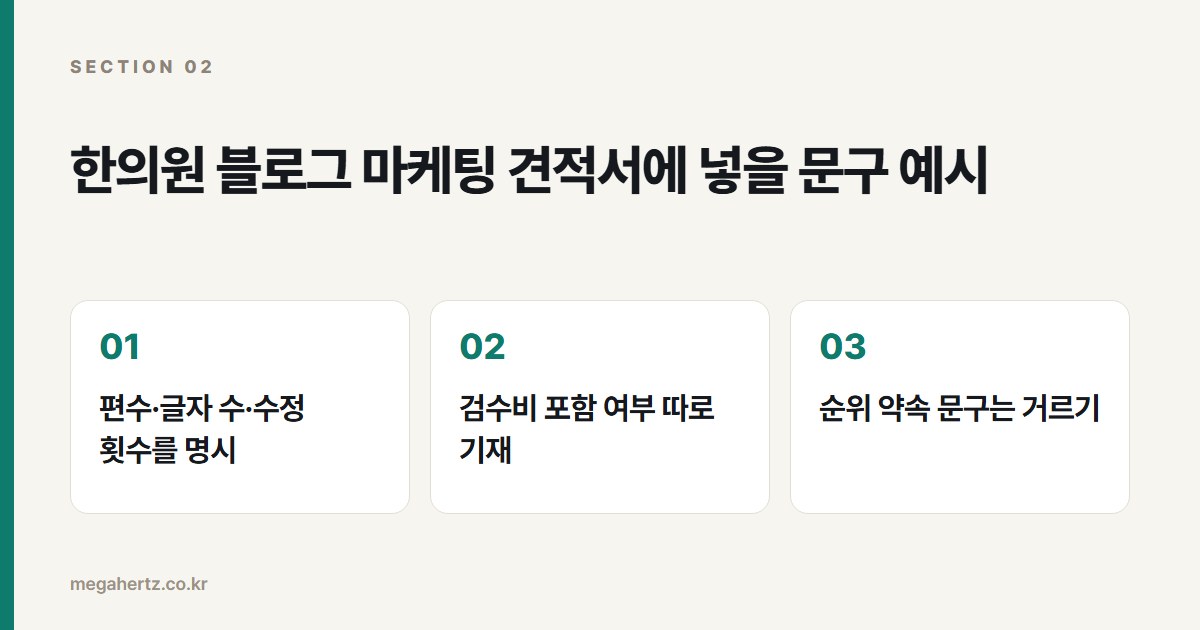 SECTION 02
한의원 블로그 마케팅 견적서에 넣을 문구 예시
01
편수·글자 수·수정
횟수를 명시
02
검수비 포함 여부 따로
기재
03
순위 약속 문구는 거르기
megahertz.co.kr